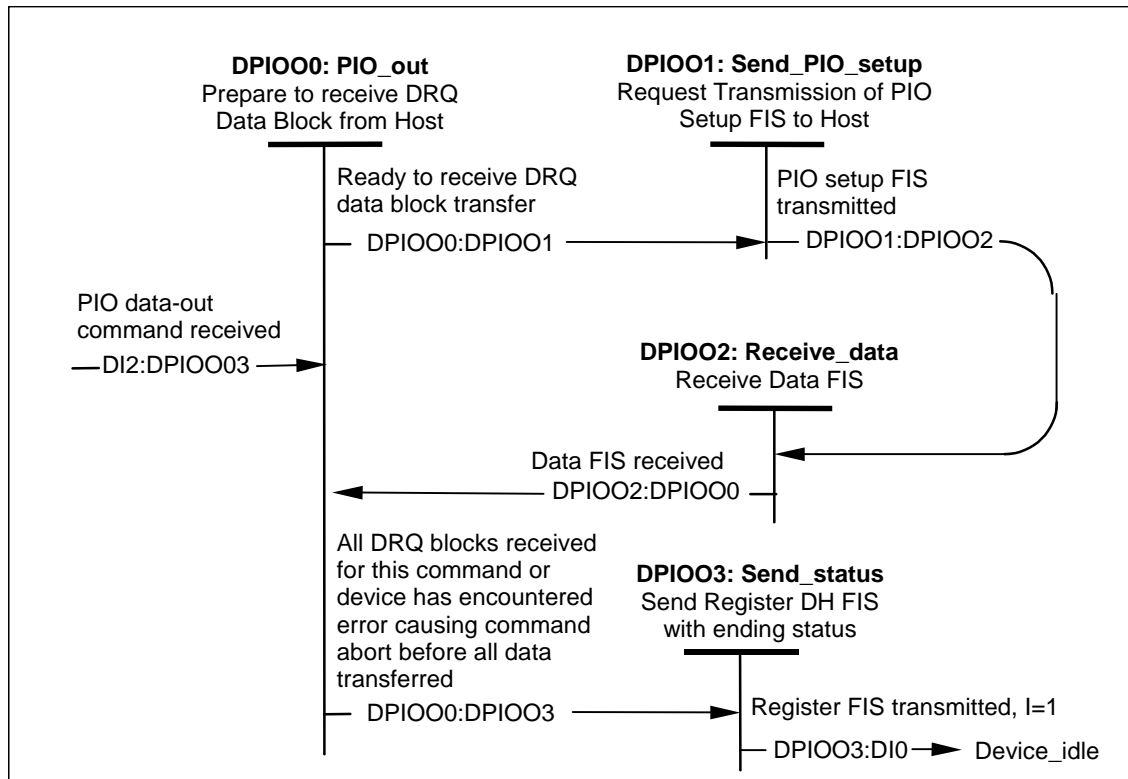 DPIOO0: PIO_out
Prepare to receive DRQ
Data Block from Host
DPIOO1: Send_PIO_setup
Request Transmission of PIO
Setup FIS to Host
Ready to receive DRQ
data block transfer
DPIOO0:DPIOO1
PIO setup FIS
transmitted
DPIOO1:DPIOO2
PIO data-out
command received
DI2:DPIOO03
DPIOO2: Receive_data
Receive Data FIS
Data FIS received
DPIOO2:DPIOO0
All DRQ blocks received
for this command or
device has encountered
error causing command
abort before all data
transferred
DPIOO0:DPIOO3
DPIOO3: Send_status
Send Register DH FIS
with ending status
Register FIS transmitted, I=1
DPIOO3:DI0
Device_idle